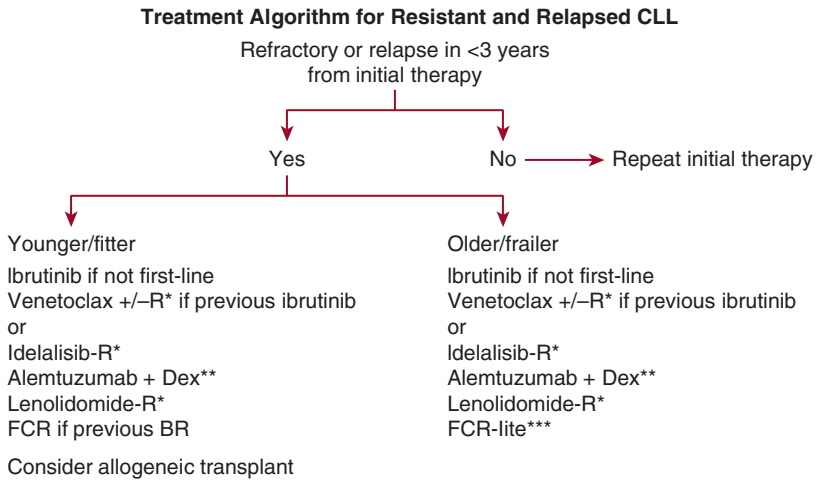 Treatment Algorithm for Resistant and Relapsed CLL
Refractory or relapse in <3 years
from initial therapy
Yes
No
Repeat initial therapy
Younger/fitter
Ibrutinib if not first-line
Venetoclax +/–R* if previous ibrutinib
or
Idelalisib-R*
Alemtuzumab + Dex**
Lenolidomide-R*
FCR if previous BR
Consider allogeneic transplant
Older/frailer
Ibrutinib if not first-line
Venetoclax +/–R* if previous ibrutinib
or
Idelalisib-R*
Alemtuzumab + Dex**
Lenolidomide-R*
FCR-lite***